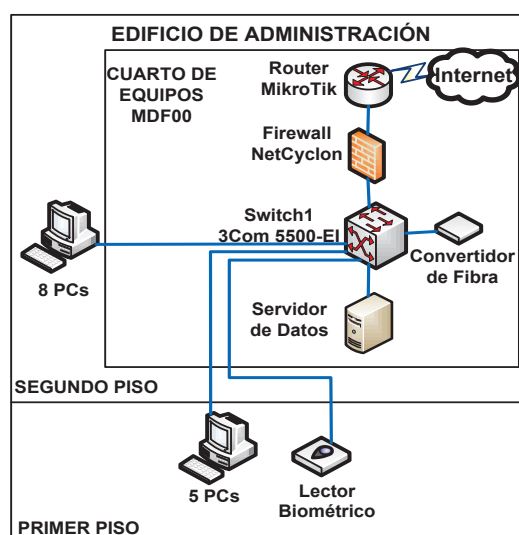 EDIFICIO DE ADMINISTRACIÓN
CUARTO DE
EQUIPOS
MDF00
Router
MikroTik
Internet
Firewall
NetCyclon
Switch1
3Com 5500-EI
Convertidor
de Fibra
8 PCs
Servidor
de Datos
SEGUNDO PISO
5 PCs
Lector
Biométrico
PRIMER PISO